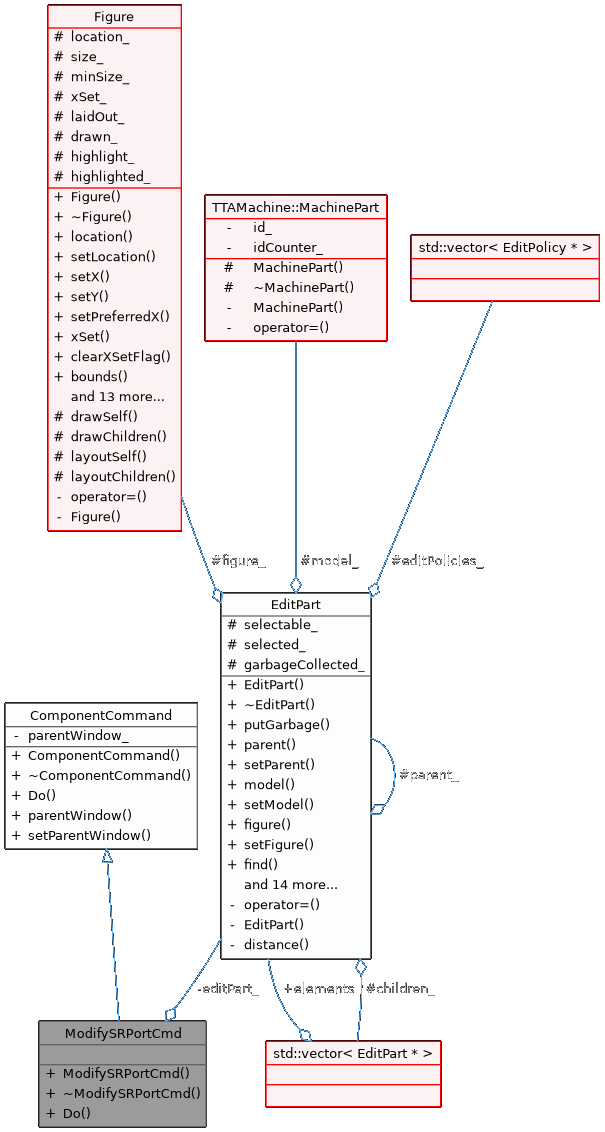 Figure
# location_
# size_
# minSize_
# xSet_
# laidOut_
# drawn_
# highlight_
# highlighted_
+ Figure()
+ ~Figure()
+ location()
+ setLocation()
+ setX()
+ setY()
+ setPreferredX()
+ xSet()
+ clearXSetFlag()
+ bounds()
and 13 more...
# drawSelf()
# drawChildren()
# layoutSelf()
# layoutChildren()
- operator=()
- Figure()
TTAMachine::MachinePart
- id_
- idCounter_
# MachinePart()
# ~MachinePart()
- MachinePart()
- operator=()
std::vector< EditPolicy * >
#figure_
#model_
#editPolicies_
EditPart
# selectable_
# selected_
# garbageCollected_
+ EditPart()
+ ~EditPart()
+ putGarbage()
+ parent()
+ setParent()
+ model()
+ setModel()
+ figure()
+ setFigure()
+ find()
and 14 more...
- operator=()
- EditPart()
- distance()
#parent_
ComponentCommand
- parentWindow_
+ ComponentCommand()
+ ~ComponentCommand()
+ Do()
+ parentWindow()
+ setParentWindow()
-editPart_
+elements
#children_
ModifySRPortCmd
+ ModifySRPortCmd()
+ ~ModifySRPortCmd()
+ Do()
std::vector< EditPart * >